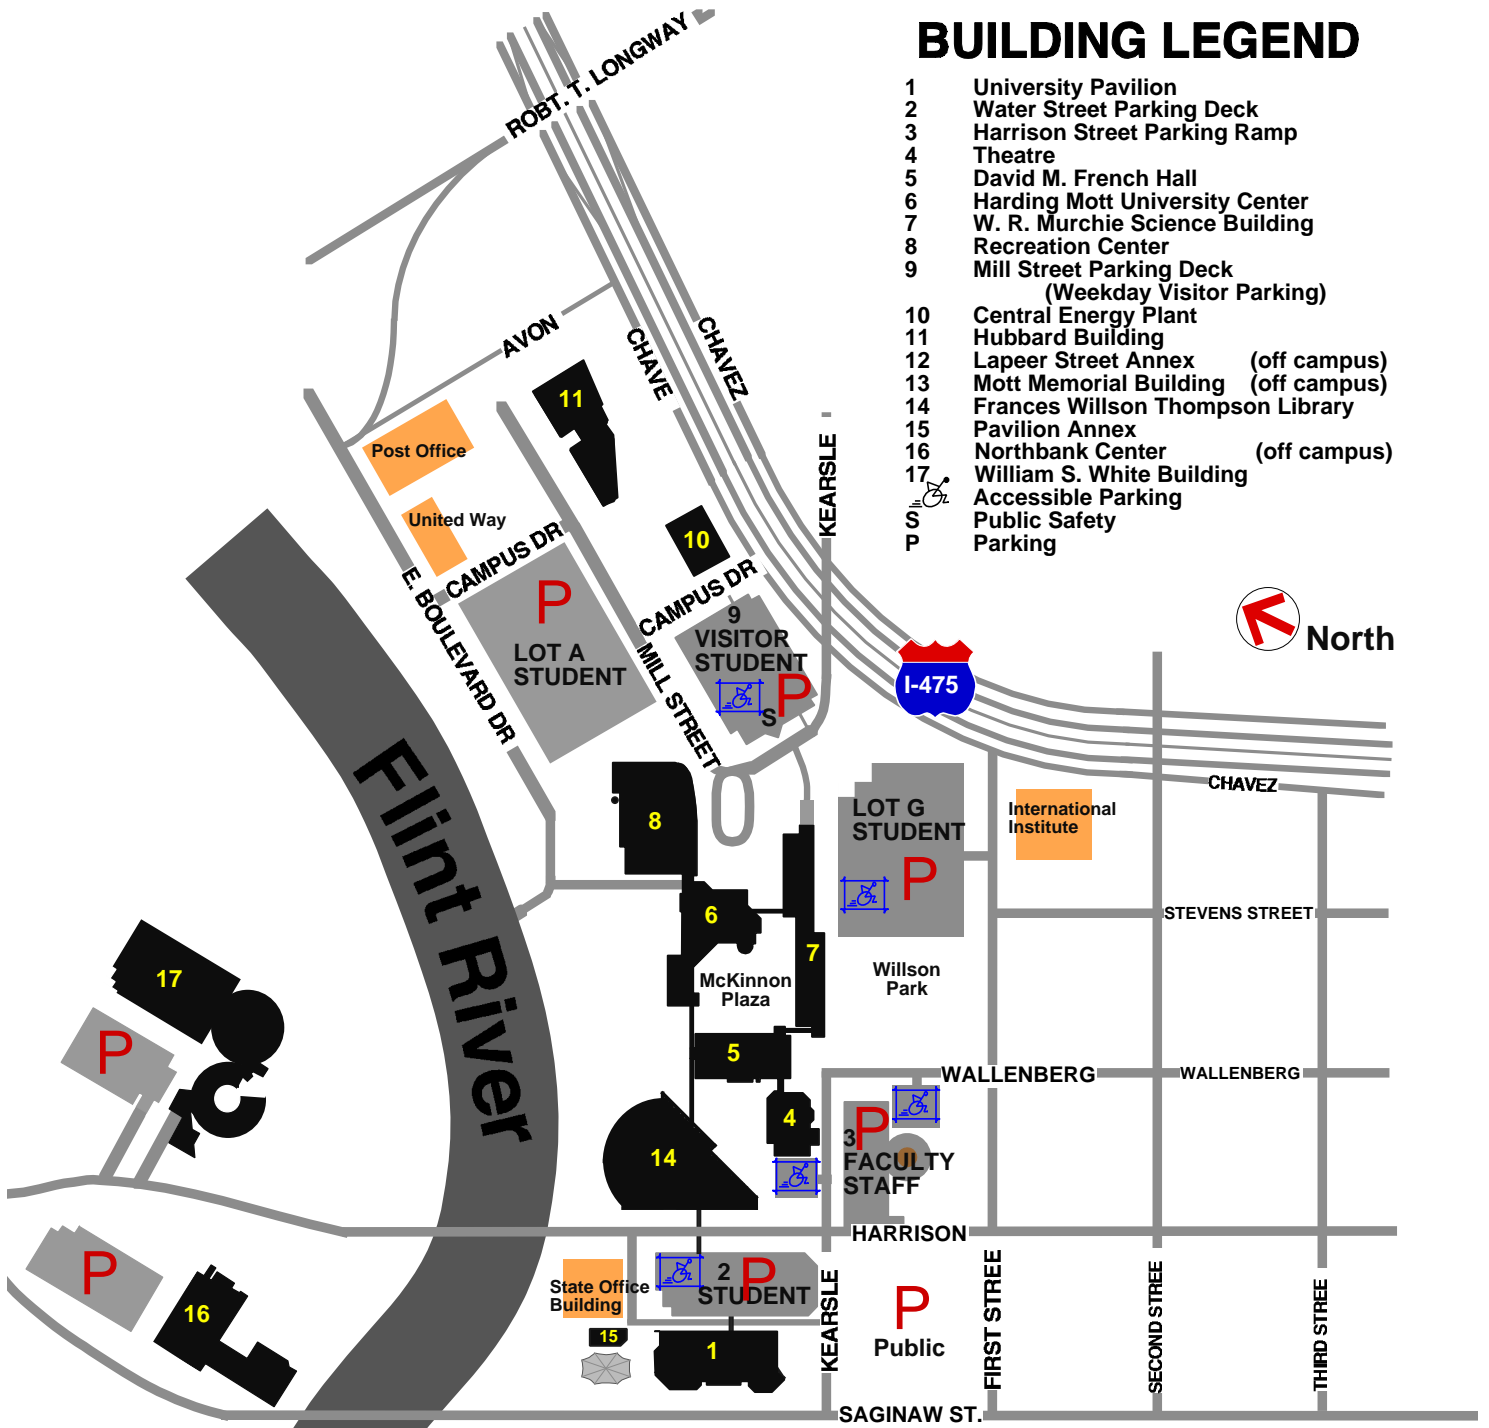 BUILDING LEGEND
1 University Pavilion
2 Water Street Parking Deck
3 Harrison Street Parking Ramp
4 Theatre
5 David M. French Hall
6 Harding Mott University Center
7 W. R. Murchie Science Building
8 Recreation Center
9 Mill Street Parking Deck
(Weekday Visitor Parking)
10 Central Energy Plant
11 Hubbard Building
12 Lapeer Street Annex (off campus)
13 Mott Memorial Building (off campus)
14 Frances Willson Thompson Library
15 Pavilion Annex
16 Northbank Center (off campus)
17 William S. White Building
Accessible Parking
S Public Safety
P Parking
North
ROBT. T. LONGWAY
AVON
CHAVE
CHAVEZ
KEARSLE
11
Post Office
United Way
CAMPUS DR
10
CAMPUS DR
E. BOULEVARD DR
MILL STREET
P
LOT A
STUDENT
9
VISITOR
STUDENT
P
S
I-475
CHAVEZ
Flint River
8
LOT G
STUDENT
P
International
Institute
6
7
STEVENS STREET
McKinnon
Plaza
Willson
Park
17
P
5
WALLENBERG
WALLENBERG
4
P
3
FACULTY
STAFF
14
HARRISON
P
16
State Office
Building
2
P
STUDENT
15
1
KEARSLE
P
Public
FIRST STREE
SECOND STREE
THIRD STREE
SAGINAW ST.